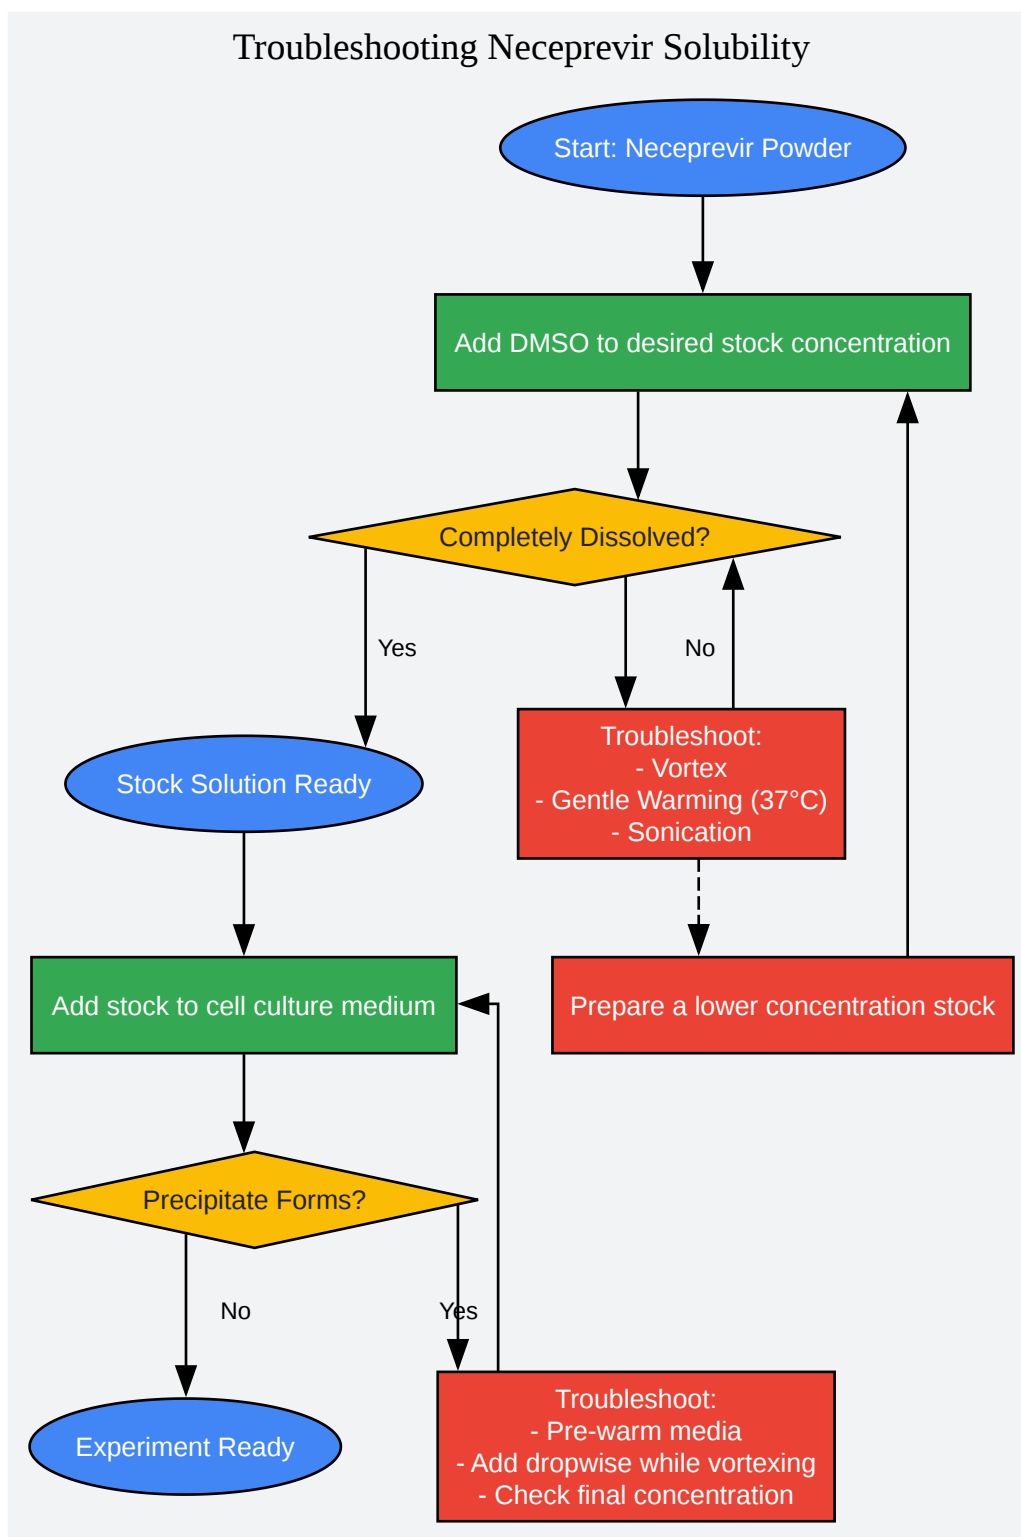 Troubleshooting Neceprevir Solubility
Start: Neceprevir Powder
Add DMSO to desired stock concentration
Completely Dissolved?
Yes
No
Troubleshoot:
- Vortex
- Gentle Warming (37°C)
- Sonication
Stock Solution Ready
Add stock to cell culture medium
Prepare a lower concentration stock
Precipitate Forms?
No
Yes
Troubleshoot:
- Pre-warm media
- Add dropwise while vortexing
- Check final concentration
Experiment Ready